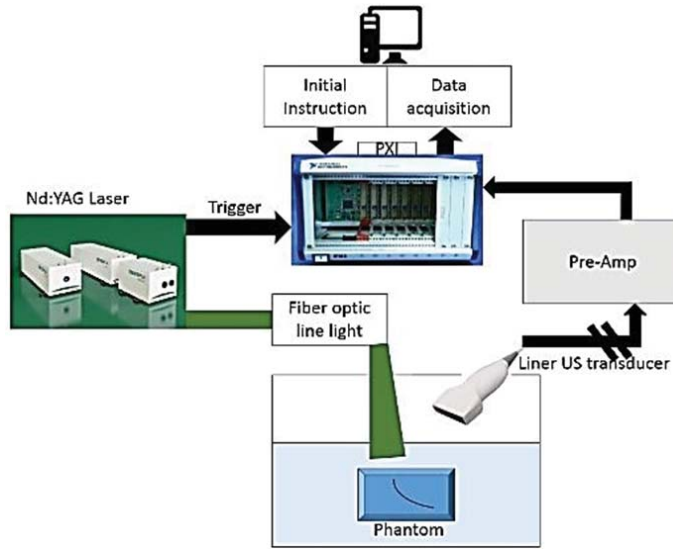 Initial
Instruction
Data
acquisition
PXI
Nd:YAG Laser
Trigger
Pre-Amp
Fiber optic
line light
Liner US transducer
Phantom